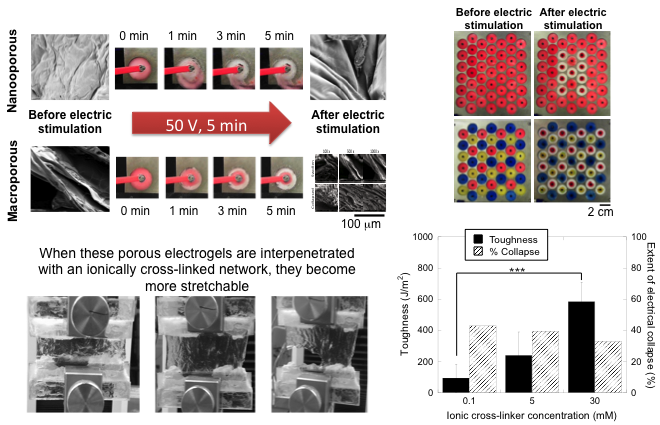 Nanooporous
0 min 1 min 3 min 5 min
Before electric
stimulation
50 V, 5 min
After electric
stimulation
Macroporous
0 min 1 min 3 min 5 min
100 µm
Before electric
stimulation
After electric
stimulation
2 cm
When these porous electrogels are interpenetrated
with an ionically cross-linked network, they become
more stretchable
Toughness
% Collapse
***
Toughness (J/m²)
1000
800
600
400
200
0
100
80
60
40
20
0
Extent of electrical collapse (%)
0.1 5 30
Ionic cross-linker concentration (mM)